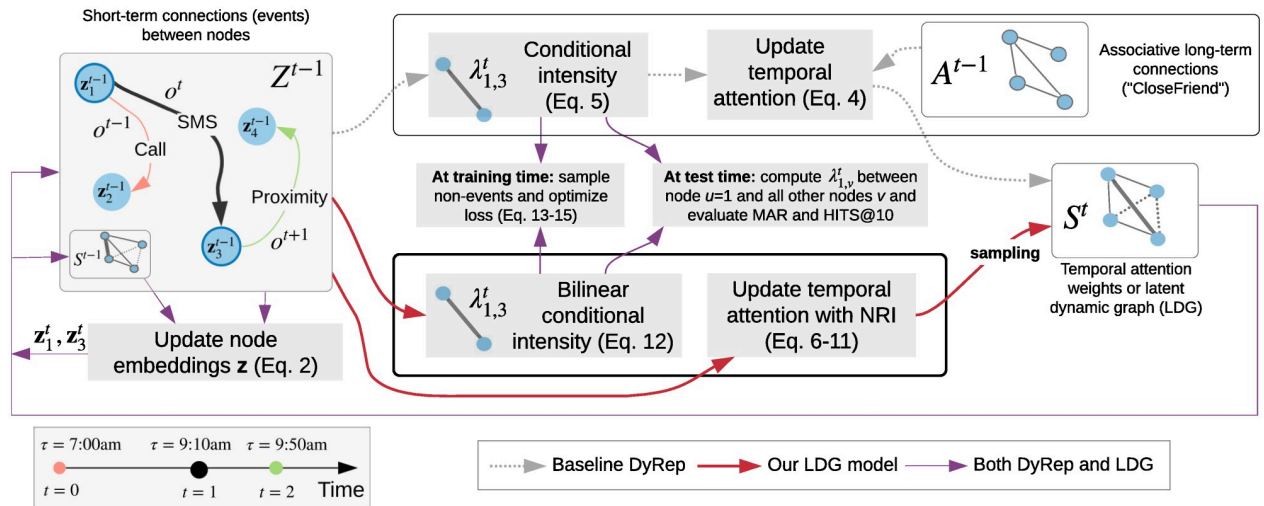 Short-term connections (events)
between nodes
Z^{t-1}
z_1^{t-1}
o^t
SMS
o^{t-1}
Call
z_4^{t-1}
z_2^{t-1}
Proximity
z_3^{t-1}
o^{t+1}
S^{t-1}
z_1^t, z_3^t
Update node
embeddings z (Eq. 2)
λ_{1,3}^t
Conditional
intensity
(Eq. 5)
Update
temporal
attention (Eq. 4)
A^{t-1}
Associative long-term
connections
("CloseFriend")
At training time: sample
non-events and optimize
loss (Eq. 13-15)
At test time: compute λ_{1,v}^t between
node u=1 and all other nodes v and
evaluate MAR and HITS@10
λ_{1,3}^t
Bilinear
conditional
intensity (Eq. 12)
Update temporal
attention with NRI
(Eq. 6-11)
sampling
S^t
Temporal attention
weights or latent
dynamic graph (LDG)
τ = 7:00am
τ = 9:10am
τ = 9:50am
t = 0
t = 1
t = 2
Time
Baseline DyRep
Our LDG model
Both DyRep and LDG